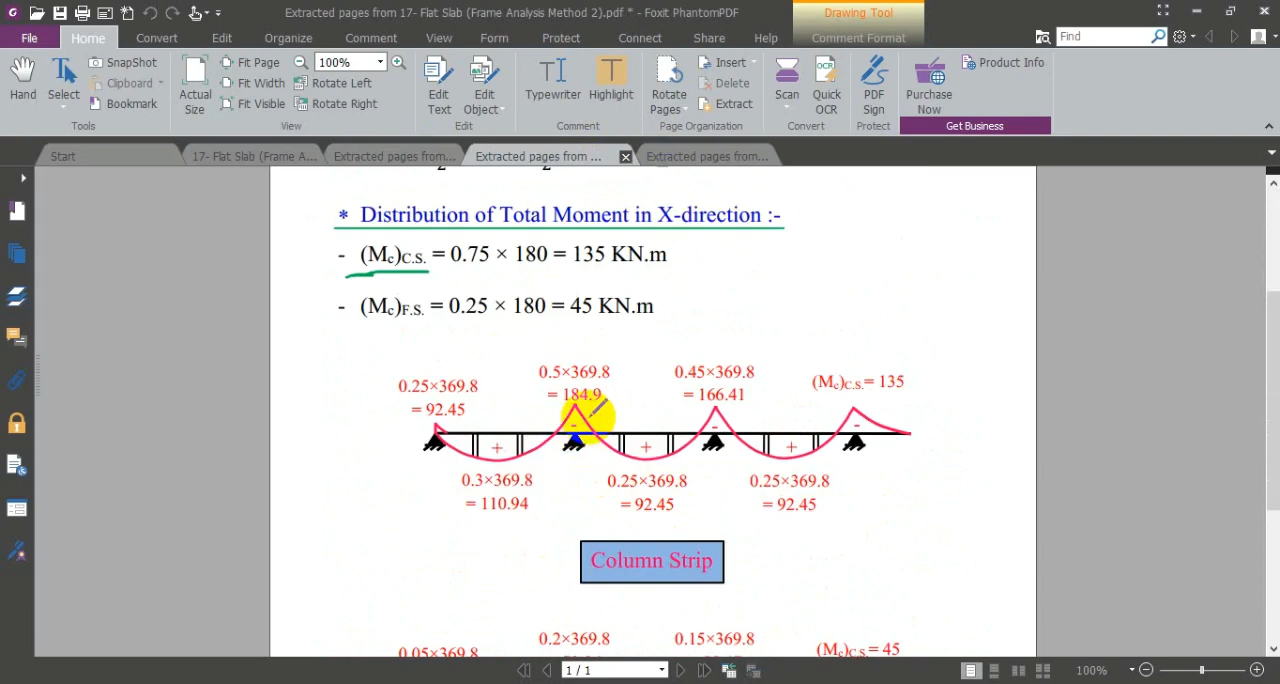 Extracted pages from 17- Flat Slab (Frame Analysis Method 2).pdf * - Foxit PhantomPDF
Drawing Tool
File Home Convert Edit Organize Comment View Form Protect Connect Share Help Comment Format Find
Hand Select SnapShot Clipboard Bookmark
Actual Size Fit Page Fit Width Fit Visible 100% Rotate Left Rotate Right
Edit Text Edit Object Typewriter Highlight
Rotate Pages Insert Delete Extract
Scan Quick OCR PDF Sign Purchase Now Product Info
Tools View Edit Comment Page Organization Convert Protect Get Business
Start 17- Flat Slab (Frame A... Extracted pages from... Extracted pages from ... Extracted pages from...
2 2
* Distribution of Total Moment in X-direction :-
- (Mc)C.S. = 0.75 × 180 = 135 KN.m
- (Mc)F.S. = 0.25 × 180 = 45 KN.m
0.25×369.8 0.5×369.8 0.45×369.8 (Mc)C.S.= 135
= 92.45 = 184.9 = 166.41
- - -
+ + +
0.3×369.8 0.25×369.8 0.25×369.8
= 110.94 = 92.45 = 92.45
Column Strip
0.05×369.8 0.2×369.8 0.15×369.8 (Mc)C.S.= 45
1 / 1 100%